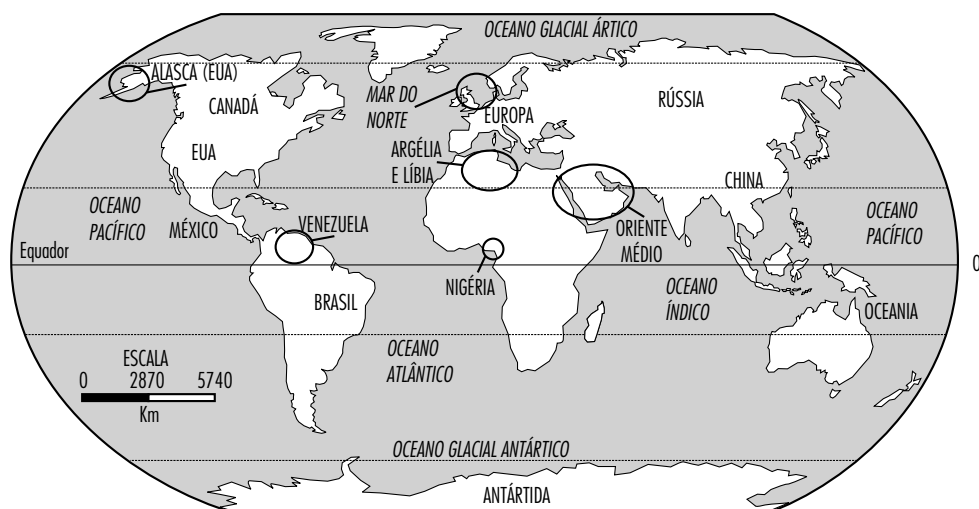 OCEANO GLACIAL ÁRTICO
ALASCA (EUA)
CANADÁ
MAR DO
NORTE
EUROPA
RÚSSIA
EUA
ARGÉLIA
E LÍBIA
CHINA
OCEANO
PACÍFICO
MÉXICO
VENEZUELA
ORIENTE
MÉDIO
OCEANO
PACÍFICO
Equador
0
NIGÉRIA
BRASIL
OCEANO
ÍNDICO
OCEANIA
OCEANO
ATLÂNTICO
ESCALA
0 2870 5740
Km
OCEANO GLACIAL ANTÁRTICO
ANTÁRTIDA